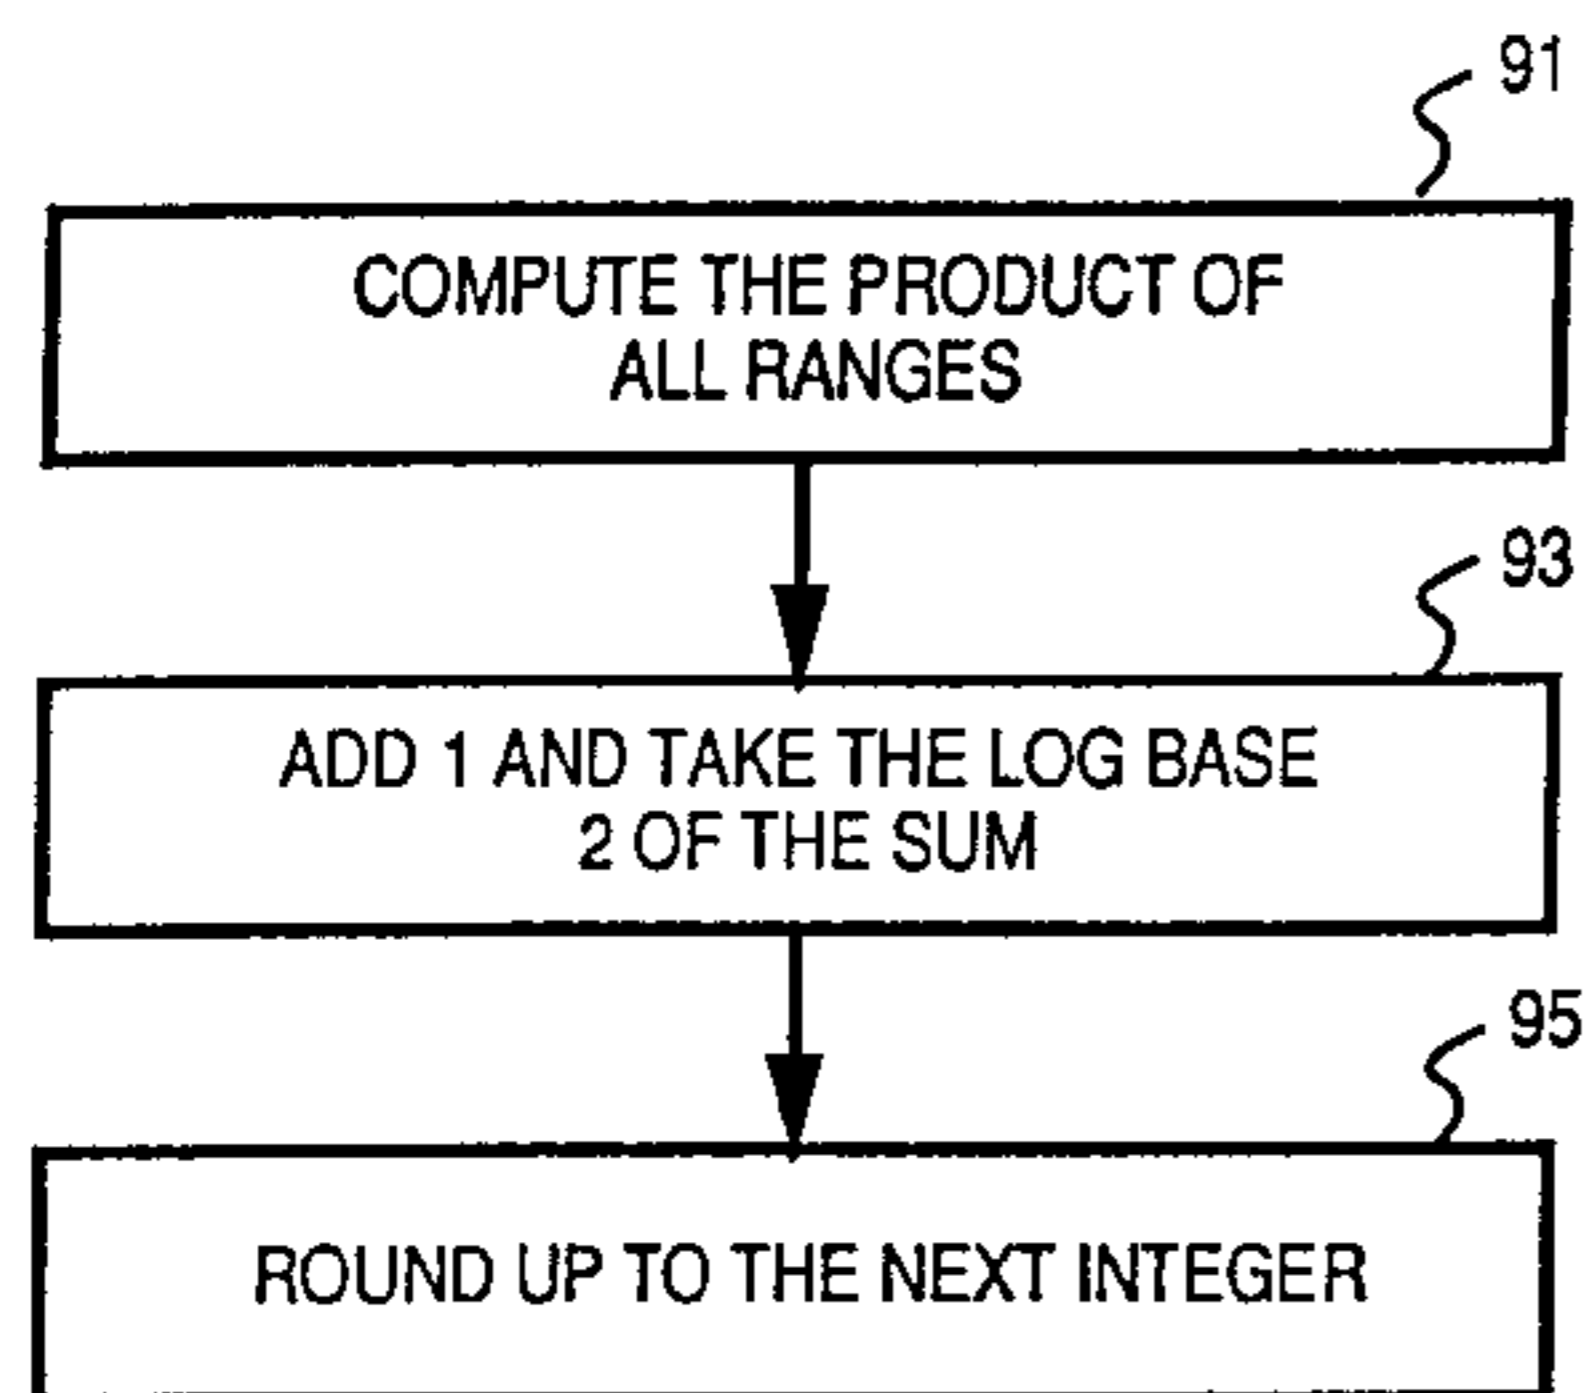 91
COMPUTE THE PRODUCT OF
ALL RANGES
93
ADD 1 AND TAKE THE LOG BASE
2 OF THE SUM
95
ROUND UP TO THE NEXT INTEGER